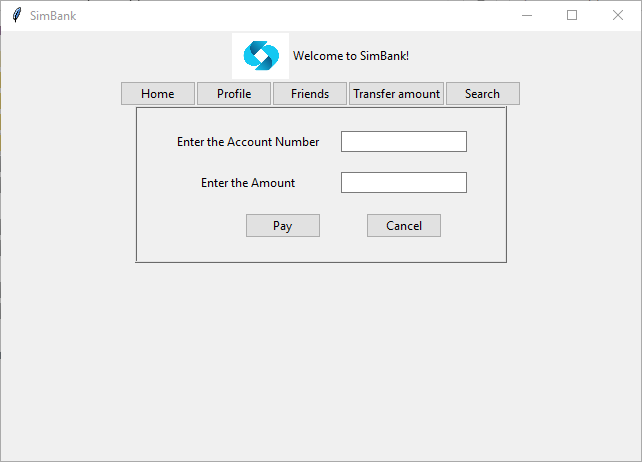 SimBank
Welcome to SimBank!
Home Profile Friends Transfer amount Search
Enter the Account Number
Enter the Amount
Pay Cancel